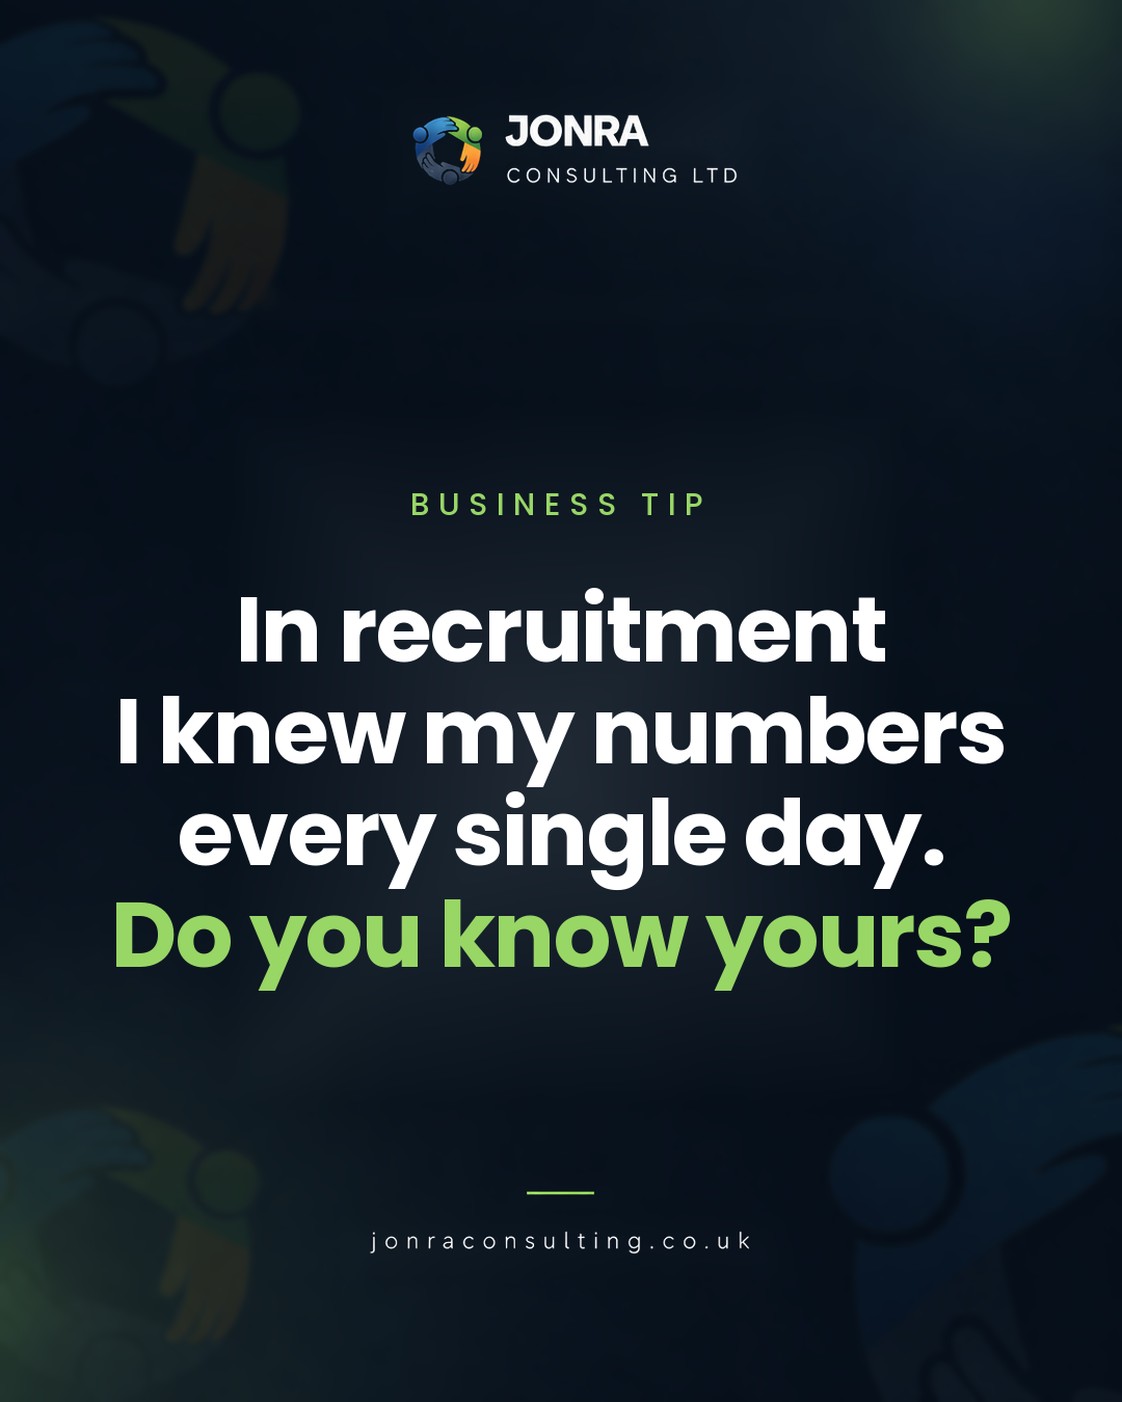 JONRA
CONSULTING LTD
BUSINESS TIP
In recruitment
I knew my numbers
every single day.
Do you know yours?
jonraconsulting.co.uk